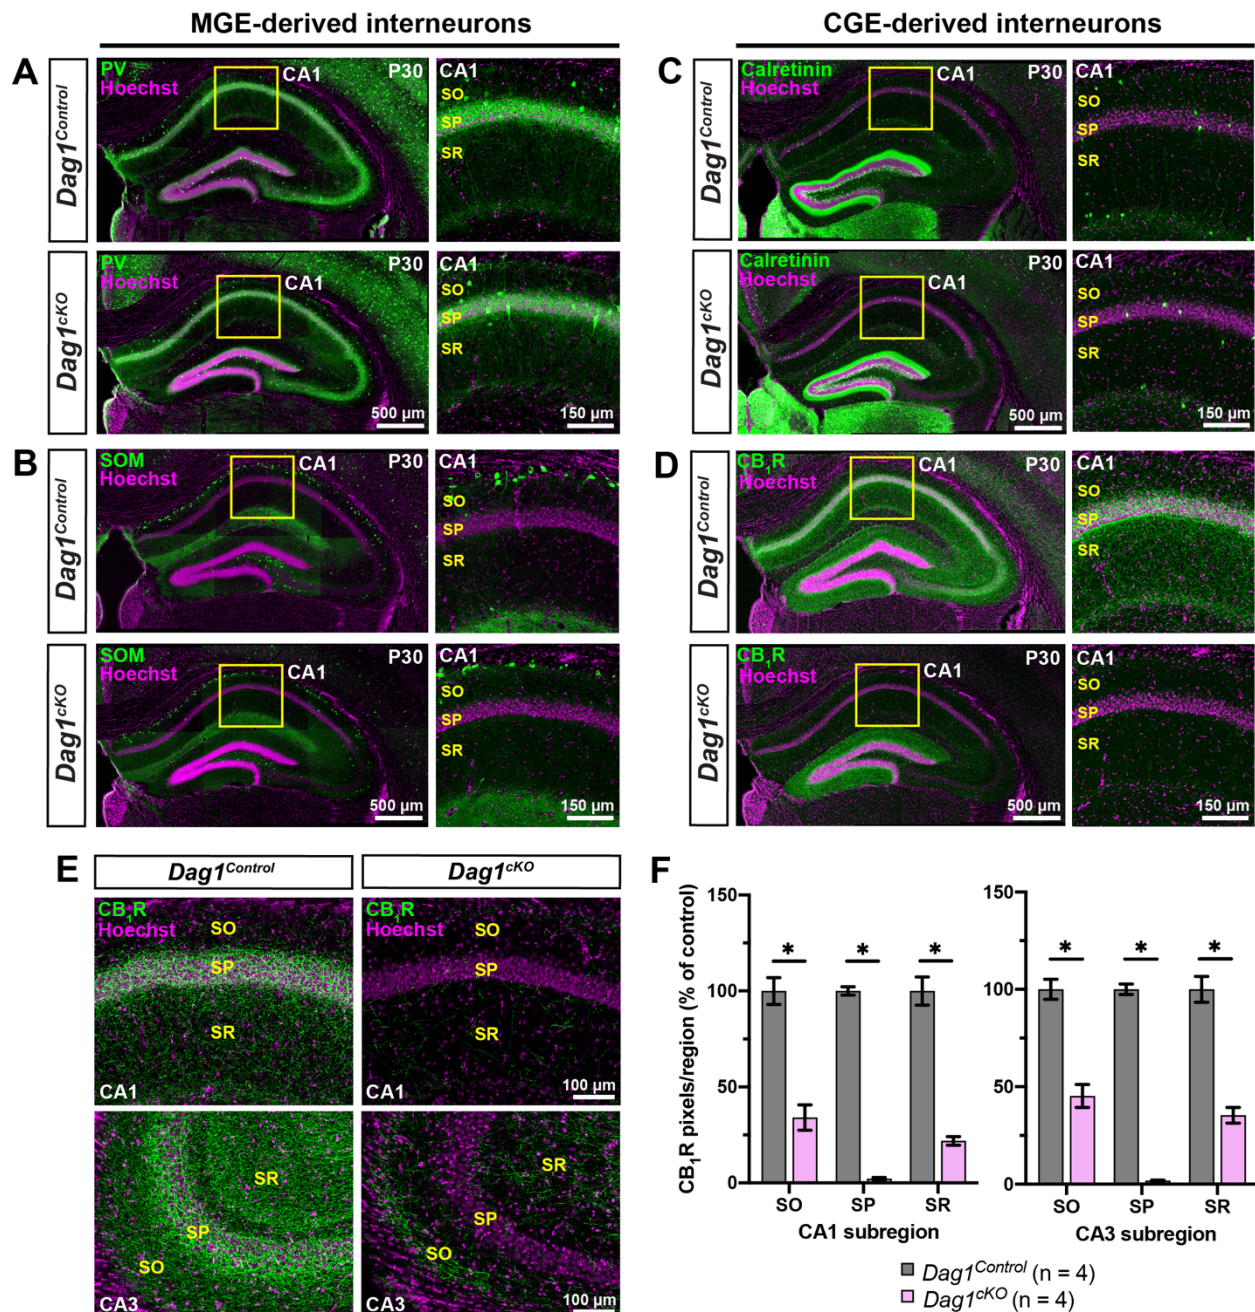 MGE-derived interneurons
CGE-derived interneurons
A
Dag1Control
PV
Hoechst
CA1
P30
CA1
SO
SP
SR
Dag1cKO
PV
Hoechst
CA1
P30
500 µm
CA1
SO
SP
SR
150 µm
B
Dag1Control
SOM
Hoechst
CA1
P30
CA1
SO
SP
SR
Dag1cKO
SOM
Hoechst
CA1
P30
500 µm
CA1
SO
SP
SR
150 µm
C
Dag1Control
Calretinin
Hoechst
CA1
P30
CA1
SO
SP
SR
Dag1cKO
Calretinin
Hoechst
CA1
P30
500 µm
CA1
SO
SP
SR
150 µm
D
Dag1Control
CB1R
Hoechst
CA1
P30
CA1
SO
SP
SR
Dag1cKO
CB1R
Hoechst
CA1
P30
500 µm
CA1
SO
SP
SR
150 µm
E
Dag1Control
Dag1cKO
CB1R
Hoechst
SO
SP
SR
CA1
SO
SP
SR
CA1
100 µm
SR
SP
SO
CA3
SR
SP
SO
CA3
100 µm
F
CB1R pixels/region (% of control)
150
100
50
0
* * *
SO SP SR
CA1 subregion
150
100
50
0
* * *
SO SP SR
CA3 subregion
Dag1Control (n = 4)
Dag1cKO (n = 4)